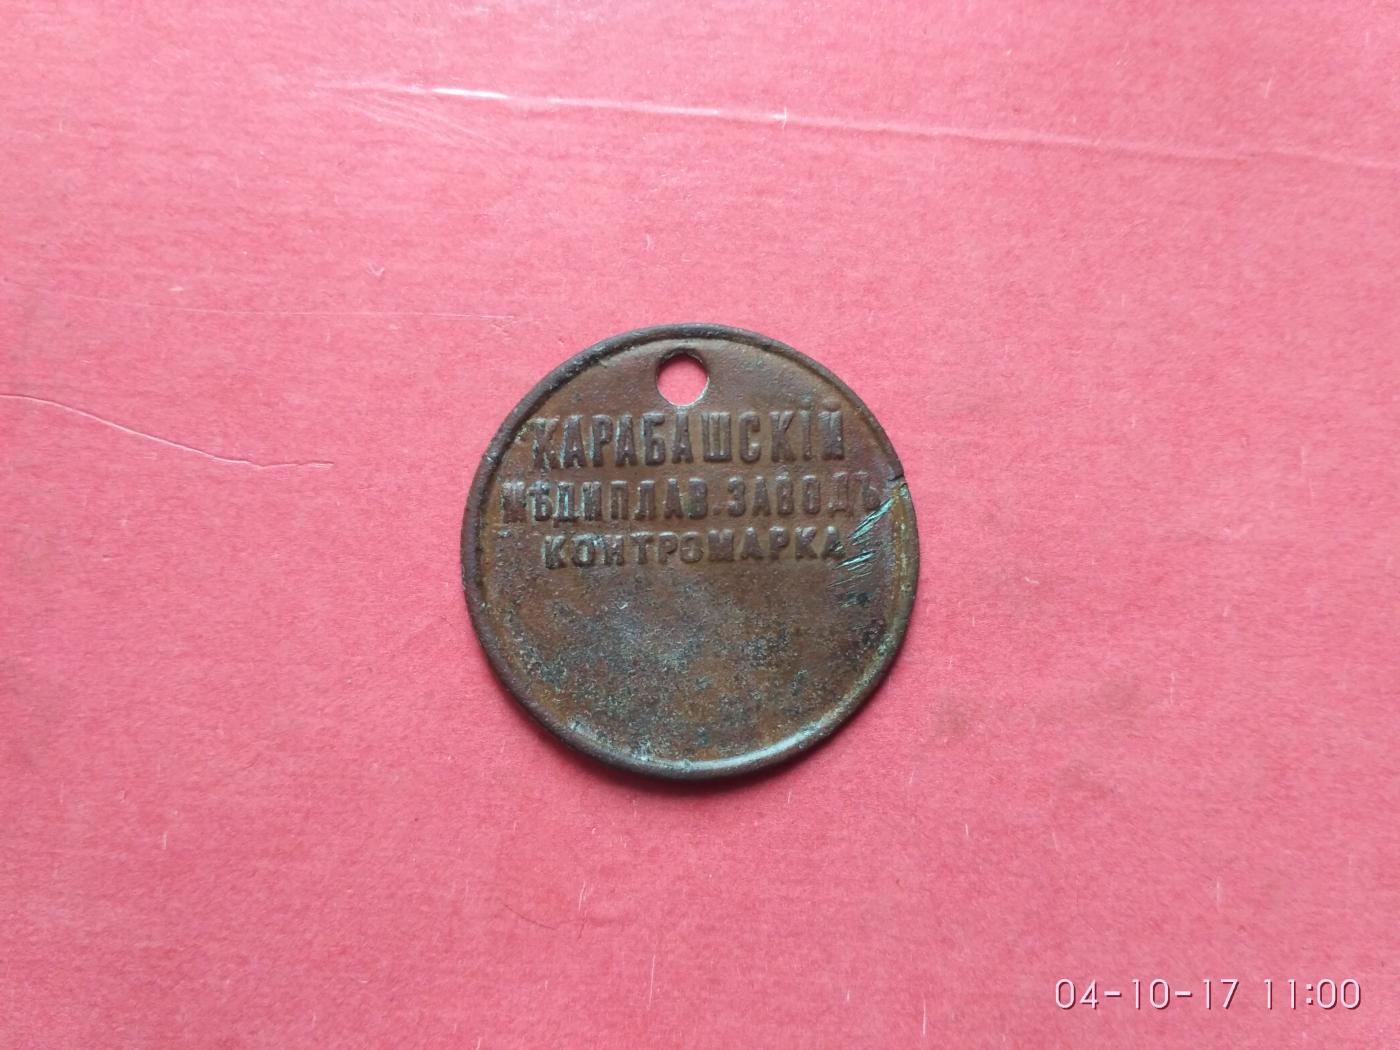 КАРАБАШСКІЙ
МѢДИПЛАВ. ЗАВОДЪ
КОНТРОМАРКА
04-10-17 11:00